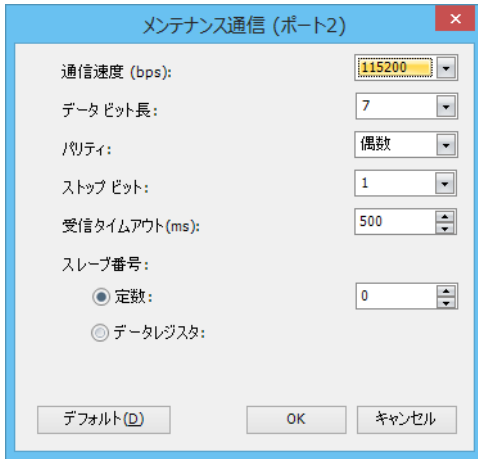 メンテナンス通信 (ポート2)
×
通信速度 (bps): 115200
データ ビット長: 7
パリティ: 偶数
ストップ ビット: 1
受信タイムアウト(ms): 500
スレーブ番号:
定数: 0
データレジスタ:
デフォルト(D) OK キャンセル